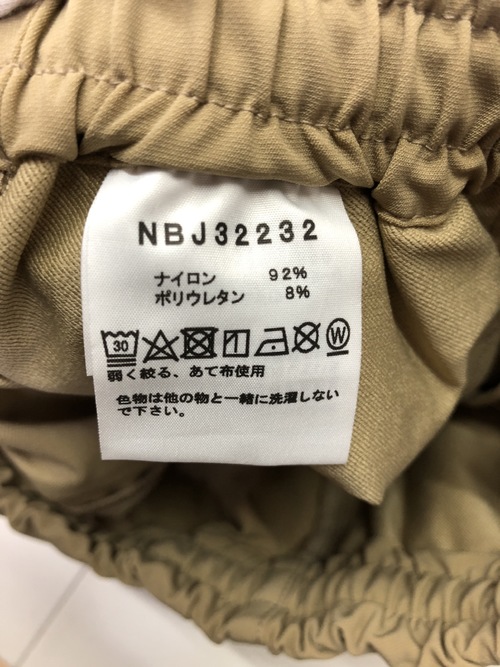 NBJ32232
ナイロン 92%
ポリウレタン 8%
30 W
弱く絞る、あて布使用
色物は他の物と一緒に洗濯しない
で下さい。